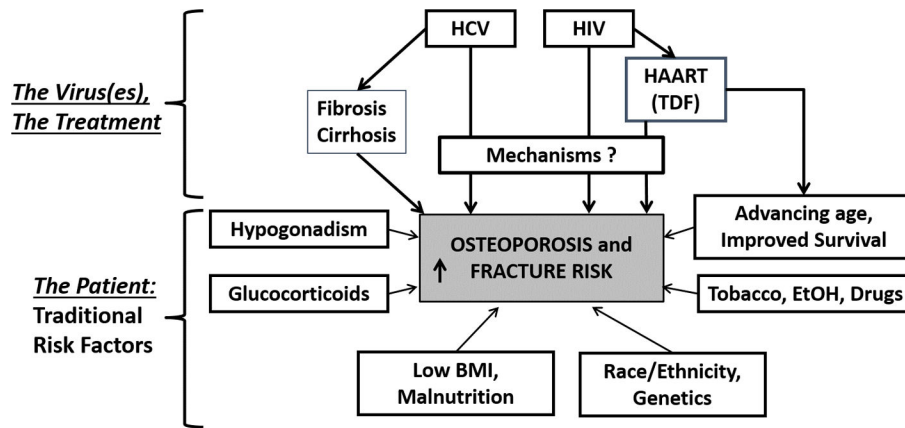 HCV
HIV
The Virus(es),
The Treatment
HAART
(TDF)
Fibrosis
Cirrhosis
Mechanisms ?
Hypogonadism
Advancing age,
Improved Survival
OSTEOPOROSIS and
FRACTURE RISK
The Patient:
Traditional
Risk Factors
Glucocorticoids
Tobacco, EtOH, Drugs
Low BMI,
Malnutrition
Race/Ethnicity,
Genetics